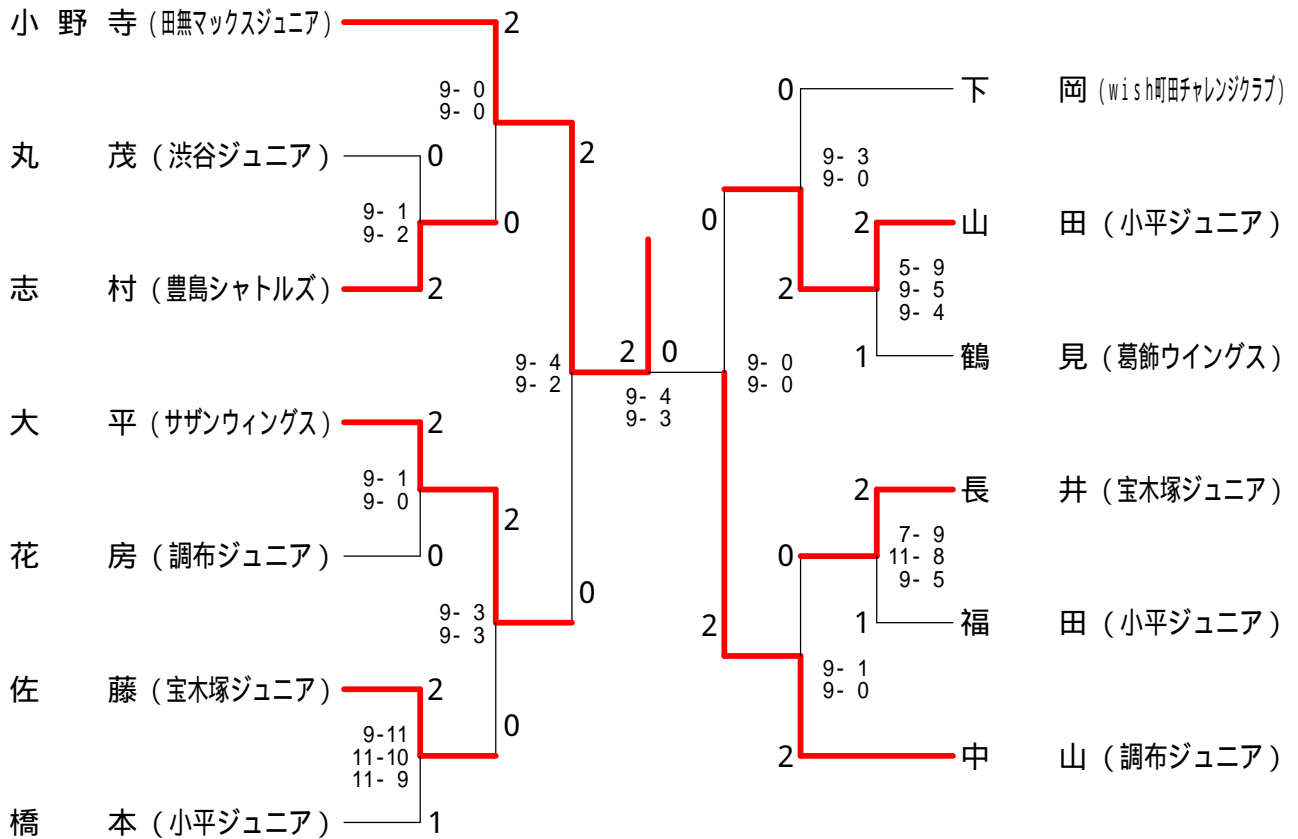 小野寺 (田無マックスジュニア) 2
9- 0
9- 0
丸 茂 (渋谷ジュニア) 0
2
9- 1
9- 2
0
志 村 (豊島シャトルズ) 2
9- 4
9- 2
大 平 (サザンウィングス) 2
9- 1
9- 0
2
花 房 (調布ジュニア) 0
0
9- 3
9- 3
佐 藤 (宝木塚ジュニア) 2
0
9-11
11-10
11- 9
橋 本 (小平ジュニア) 1
2 0
9- 4
9- 3
0 下 岡 (wish町田チャレンジクラブ)
9- 3
9- 0
0
2 山 田 (小平ジュニア)
2
5- 9
9- 5
9- 4
1 鶴 見 (葛飾ウイングス)
9- 0
9- 0
2 長 井 (宝木塚ジュニア)
0
7- 9
11- 8
9- 5
2
1 福 田 (小平ジュニア)
9- 1
9- 0
2 中 山 (調布ジュニア)